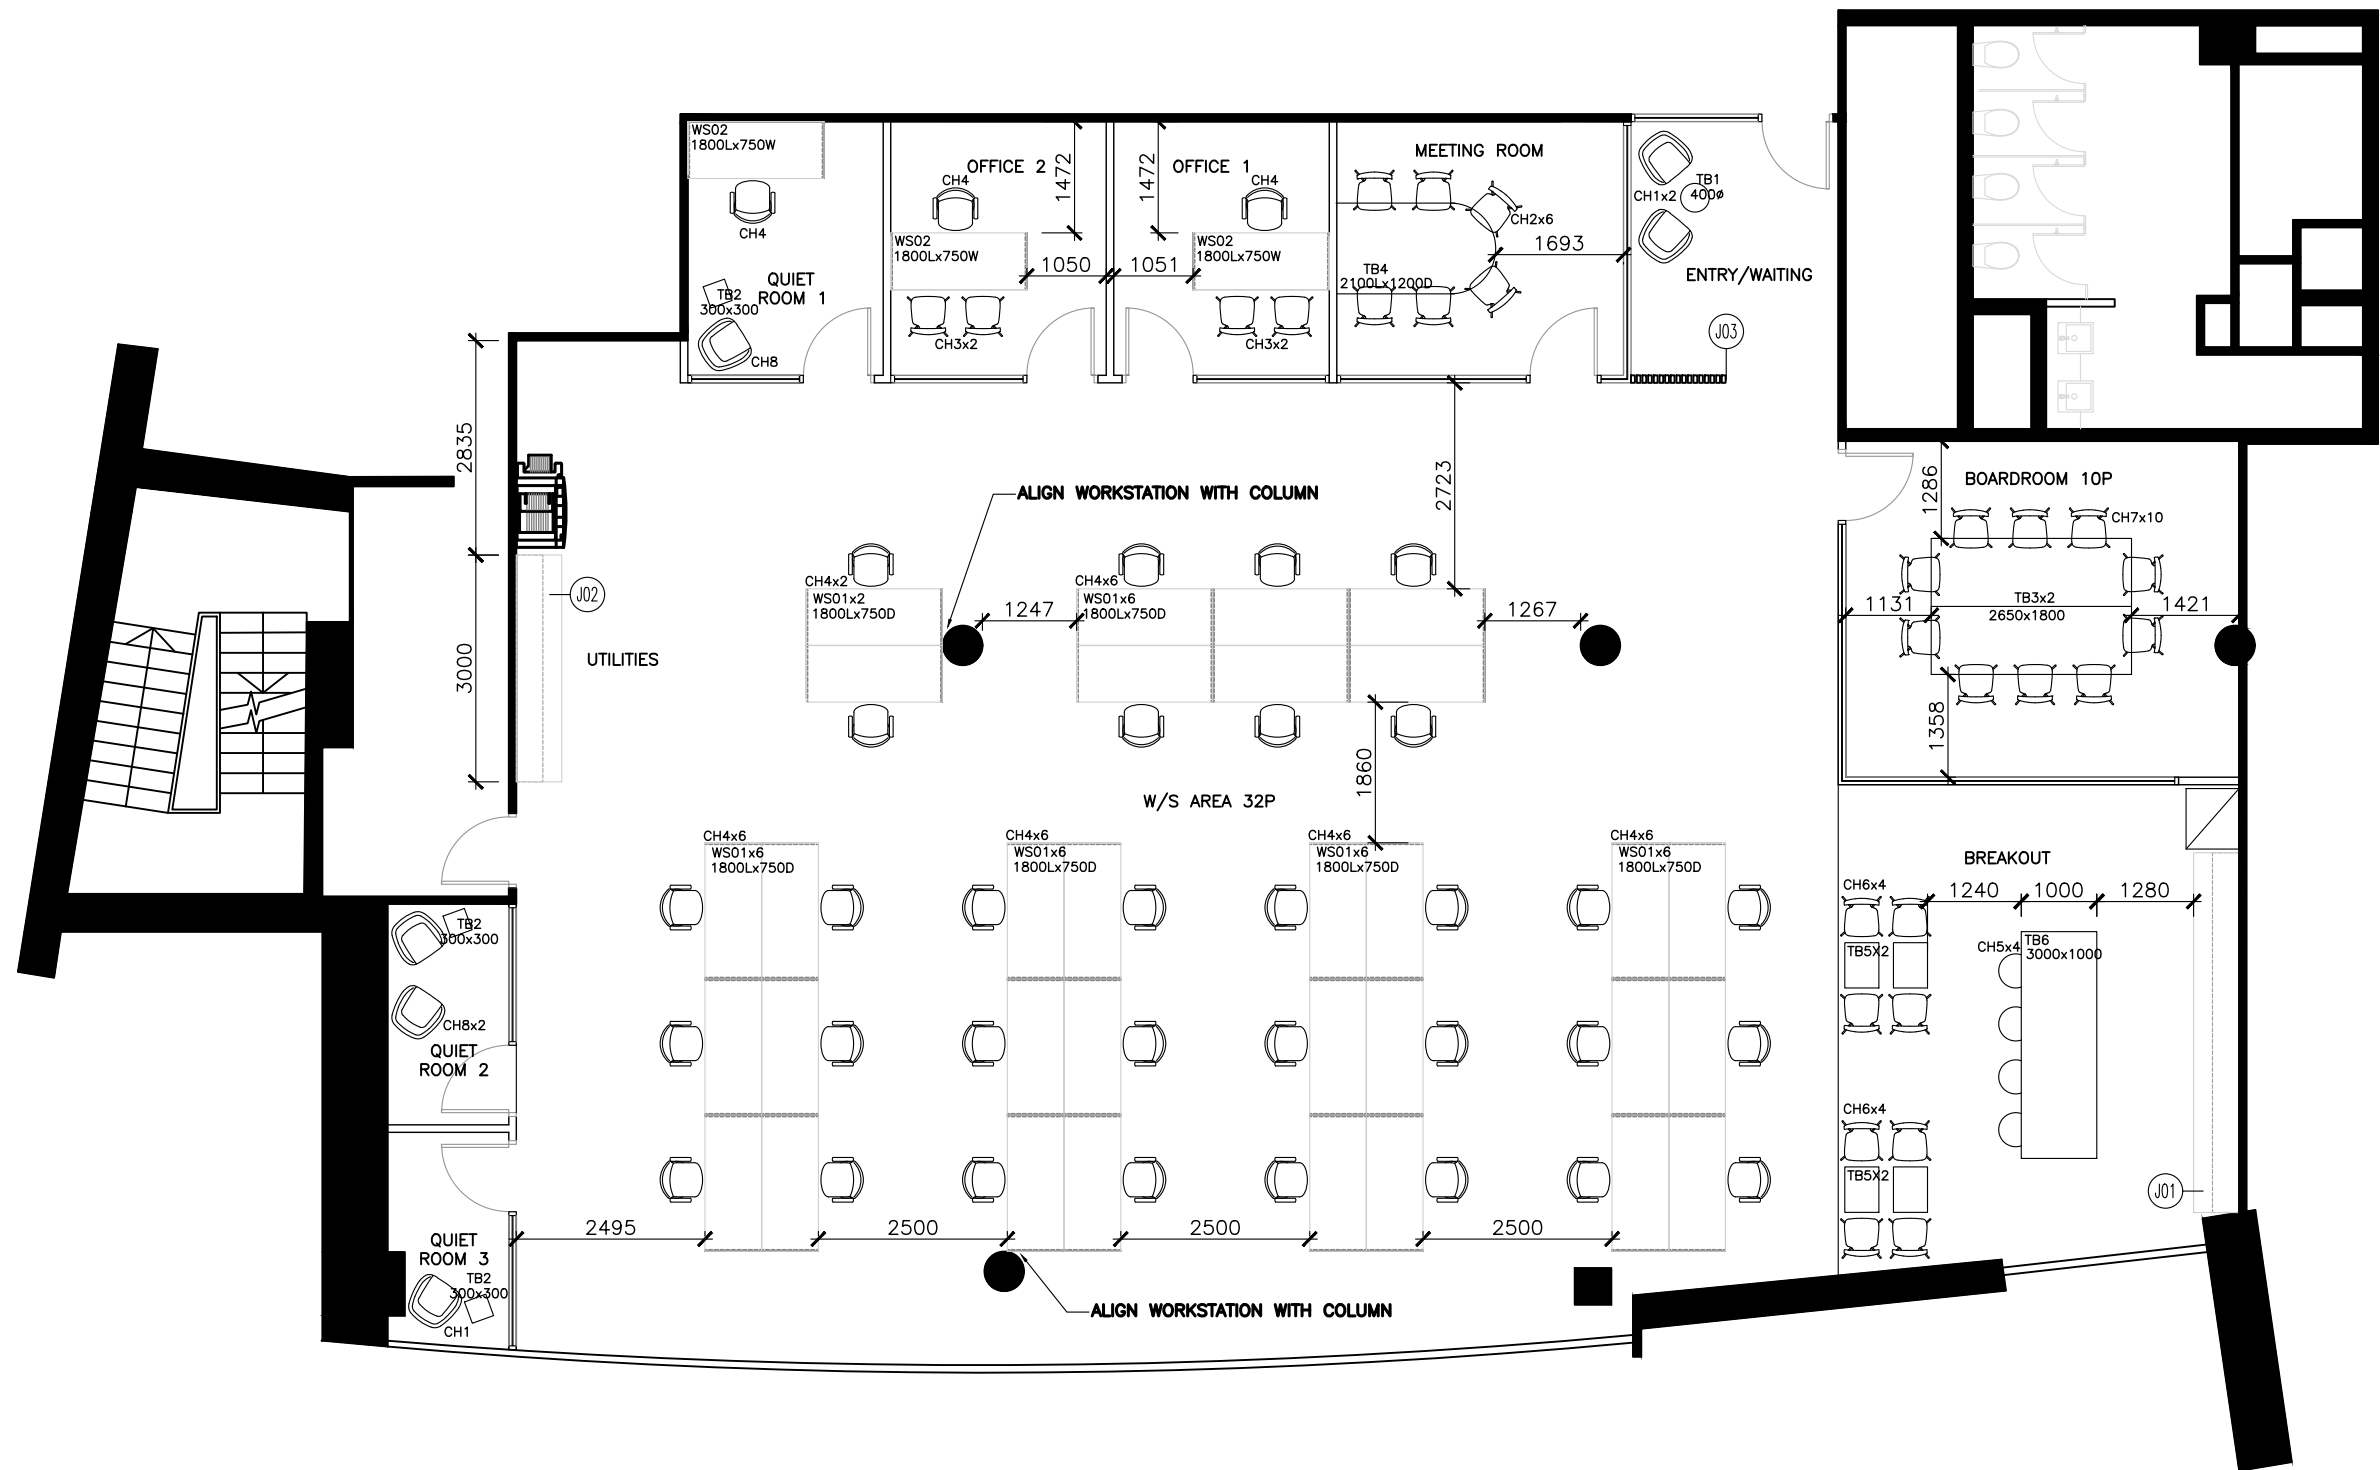 WS02
1800Lx750W
CH4
QUIET
ROOM 1
TB2
300x300
CH8
OFFICE 2
CH4
1472
WS02
1800Lx750W
1050
CH3x2
OFFICE 1
CH4
1472
WS02
1800Lx750W
1051
CH3x2
MEETING ROOM
CH2x6
1693
TB4
2100Lx1200D
TB1
400ø
CH1x2
ENTRY/WAITING
J03
2835
3000
J02
UTILITIES
ALIGN WORKSTATION WITH COLUMN
2723
CH4x2
WS01x2
1800Lx750D
1247
CH4x6
WS01x6
1800Lx750D
1267
1860
W/S AREA 32P
BOARDROOM 10P
1286
CH7x10
TB3x2
2650x1800
1131
1421
1358
CH4x6
WS01x6
1800Lx750D
CH4x6
WS01x6
1800Lx750D
CH4x6
WS01x6
1800Lx750D
CH4x6
WS01x6
1800Lx750D
BREAKOUT
CH6x4
1240
1000
1280
TB5X2
CH5x4
TB6
3000x1000
CH6x4
TB5X2
J01
TB2
300x300
CH8x2
QUIET
ROOM 2
QUIET
ROOM 3
TB2
300x300
CH1
2495
2500
2500
2500
ALIGN WORKSTATION WITH COLUMN